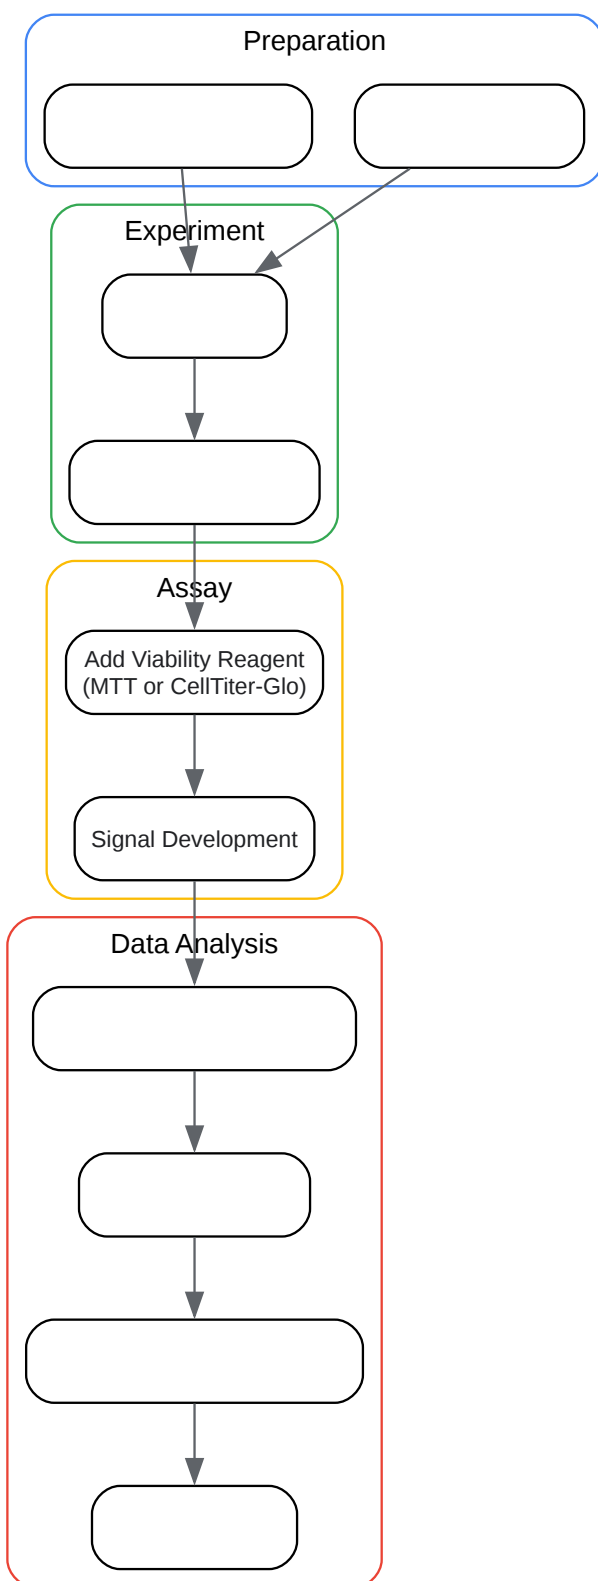 Preparation
Experiment
Assay
Add Viability Reagent
(MTT or CellTiter-Glo)
Signal Development
Data Analysis